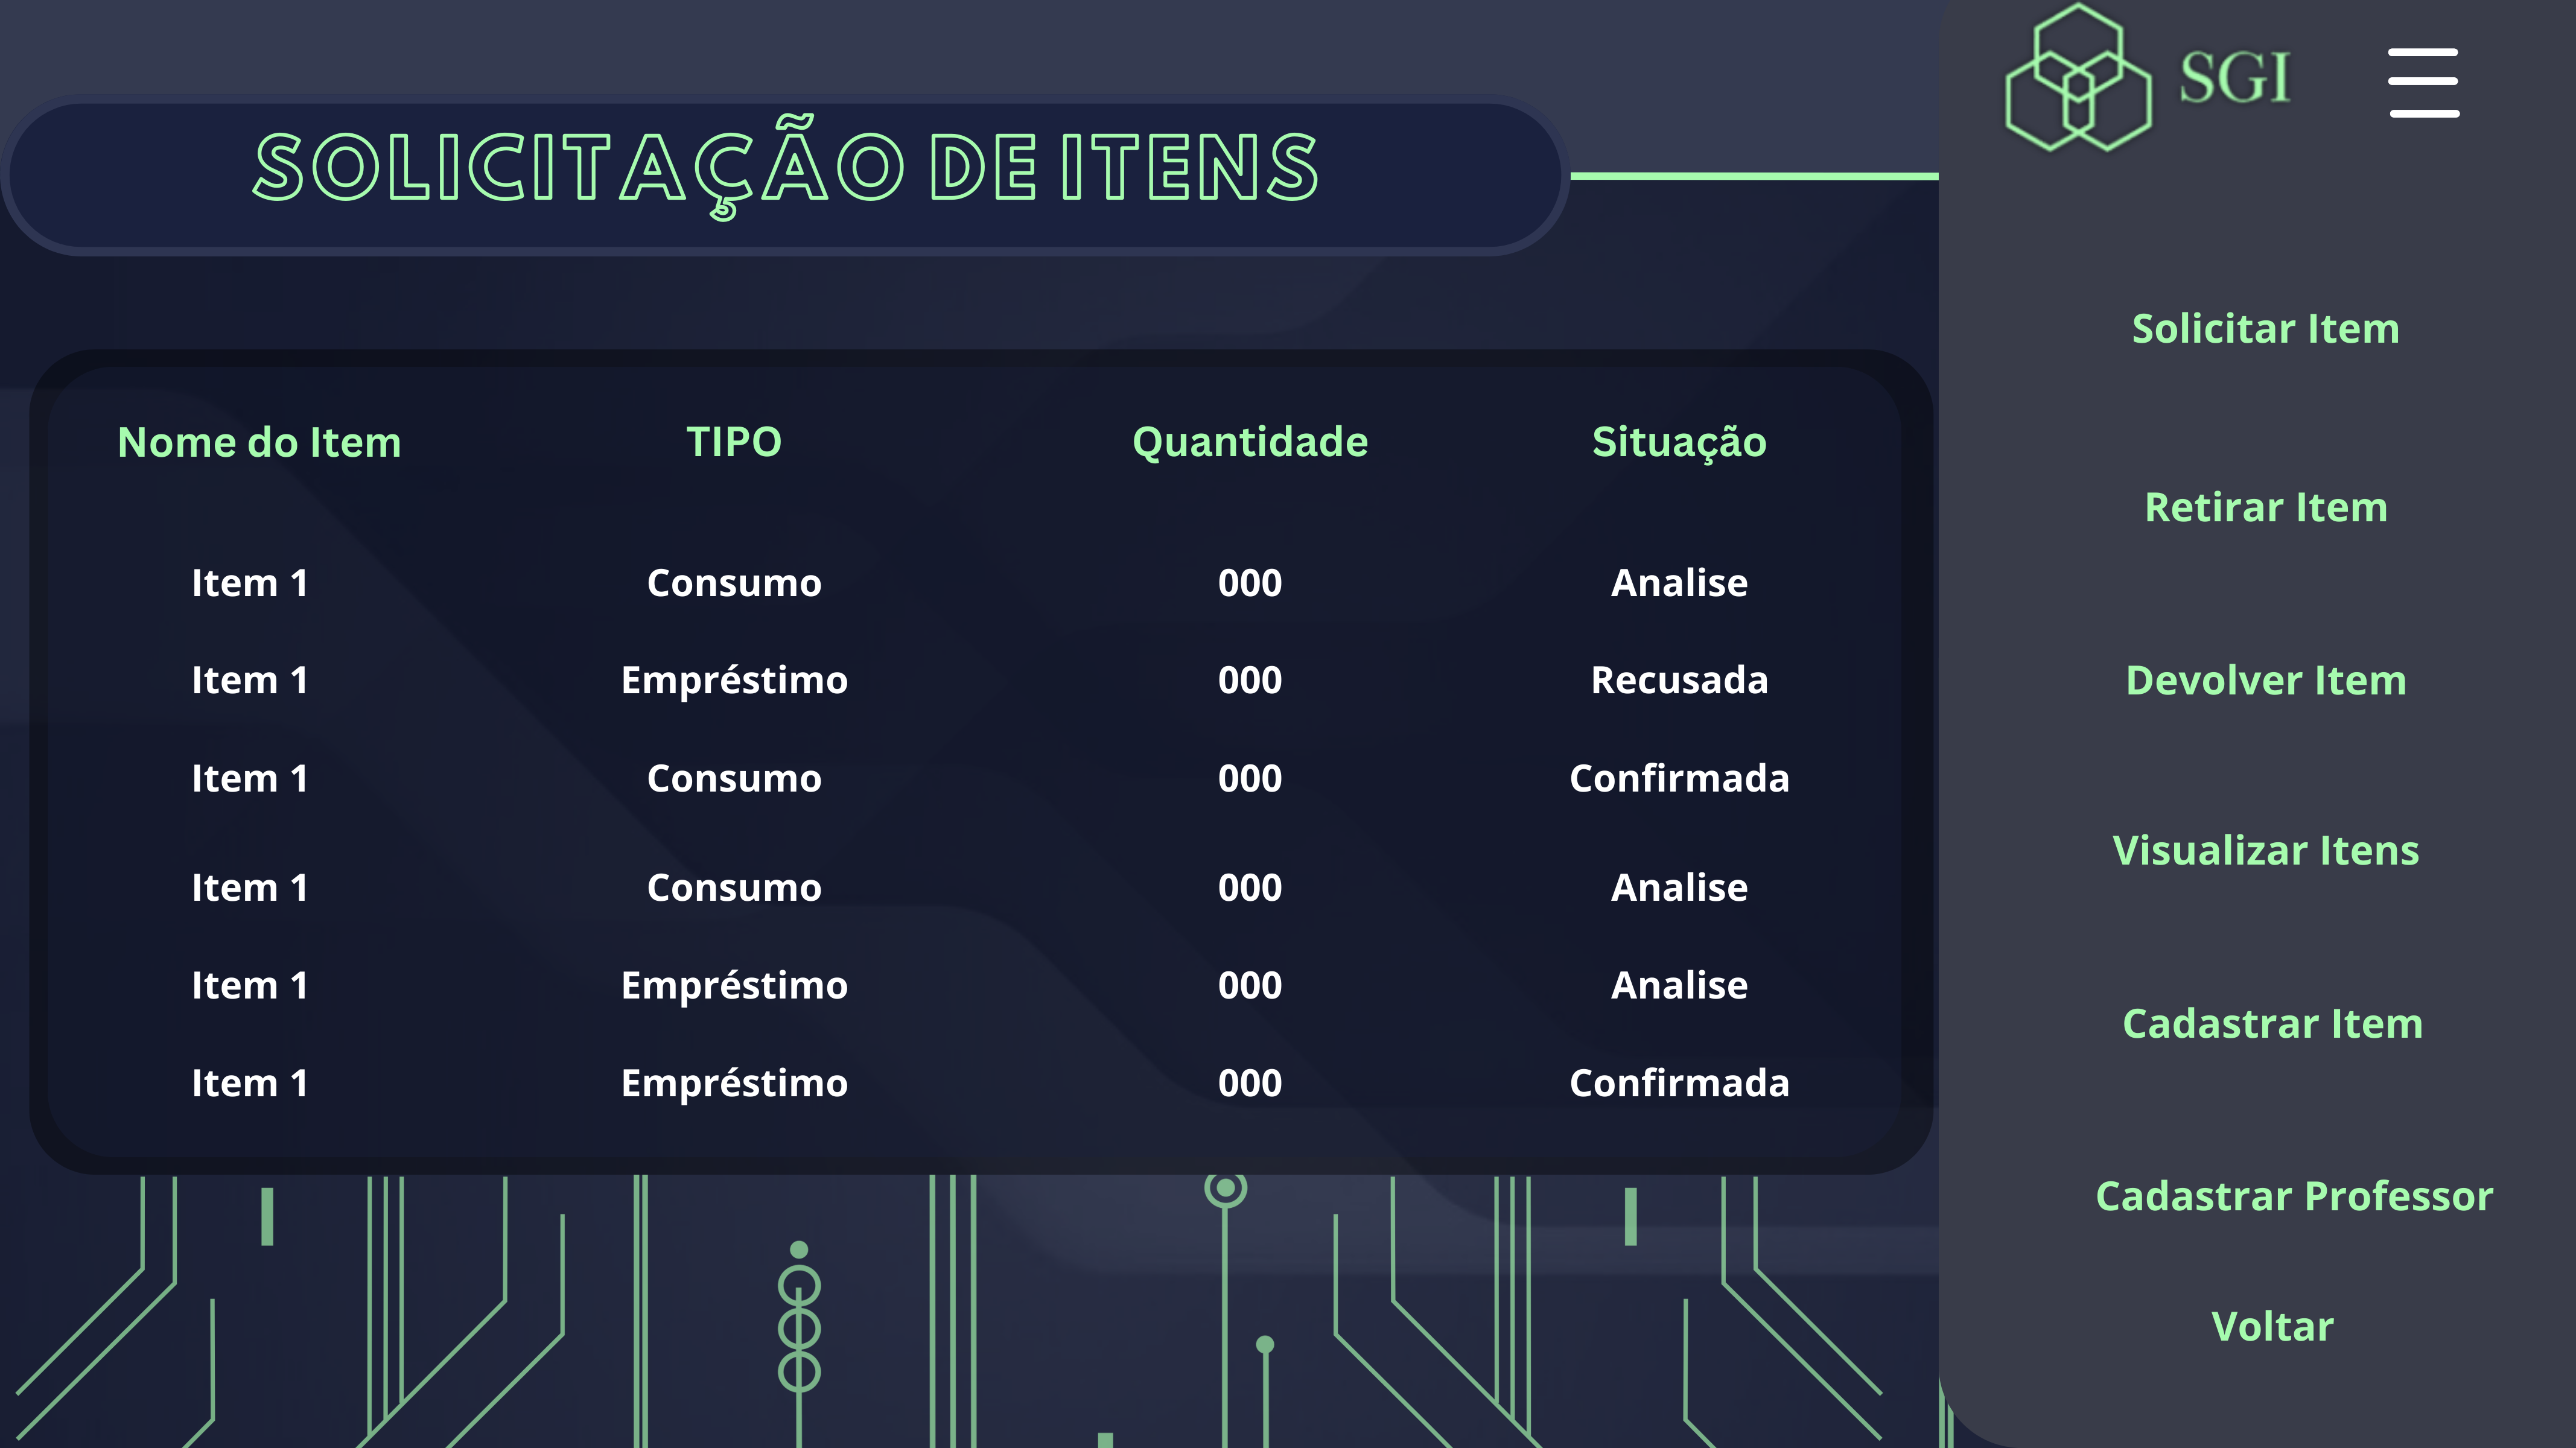 SGI
SOLICITAÇÃO DE ITENS
Nome do Item TIPO Quantidade Situação
Item 1 Consumo 000 Analise
Item 1 Empréstimo 000 Recusada
Item 1 Consumo 000 Confirmada
Item 1 Consumo 000 Analise
Item 1 Empréstimo 000 Analise
Item 1 Empréstimo 000 Confirmada
Solicitar Item
Retirar Item
Devolver Item
Visualizar Itens
Cadastrar Item
Cadastrar Professor
Voltar